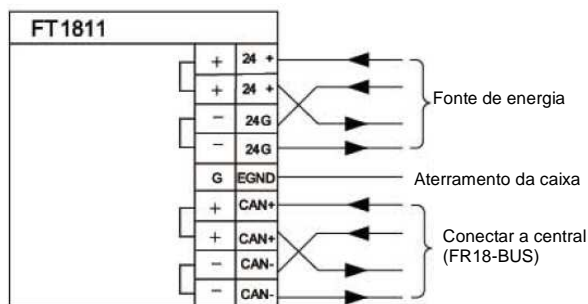 FT1811
+ 24 +
+ 24 +
− 24G
− 24G
G EGND
+ CAN+
+ CAN+
− CAN-
− CAN-
Fonte de energia
Aterramento da caixa
Conectar a central
(FR18-BUS)